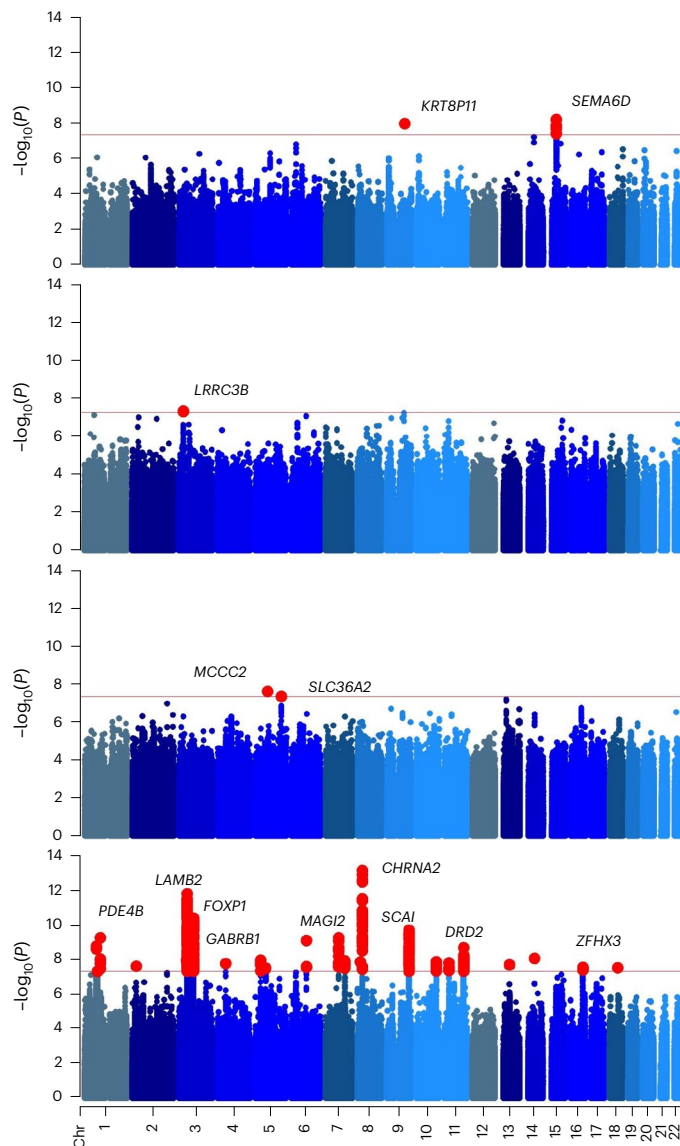 14
12
10
8
6
4
2
0
−log10(P)
KRT8P11
SEMA6D
14
12
10
8
6
4
2
0
−log10(P)
LRRC3B
14
12
10
8
6
4
2
0
−log10(P)
MCCC2
SLC36A2
14
12
10
8
6
4
2
0
−log10(P)
CHRNA2
LAMB2
PDE4B
FOXP1
SCAI
MAGI2
DRD2
GABRB1
ZFHX3
Chr
1 2 3 4 5 6 7 8 9 10 11 12 13 14 15 16 17 18 19 20 21 22